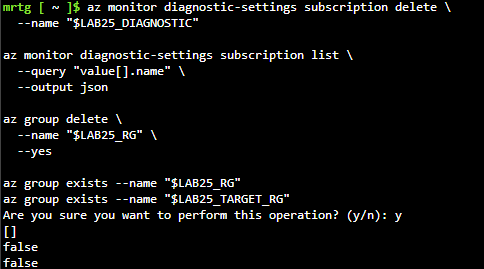 mrtg [ ~ ]$ az monitor diagnostic-settings subscription delete \
  --name "$LAB25_DIAGNOSTIC"

az monitor diagnostic-settings subscription list \
  --query "value[].name" \
  --output json

az group delete \
  --name "$LAB25_RG" \
  --yes

az group exists --name "$LAB25_RG"
az group exists --name "$LAB25_TARGET_RG"
Are you sure you want to perform this operation? (y/n): y
[]
false
false